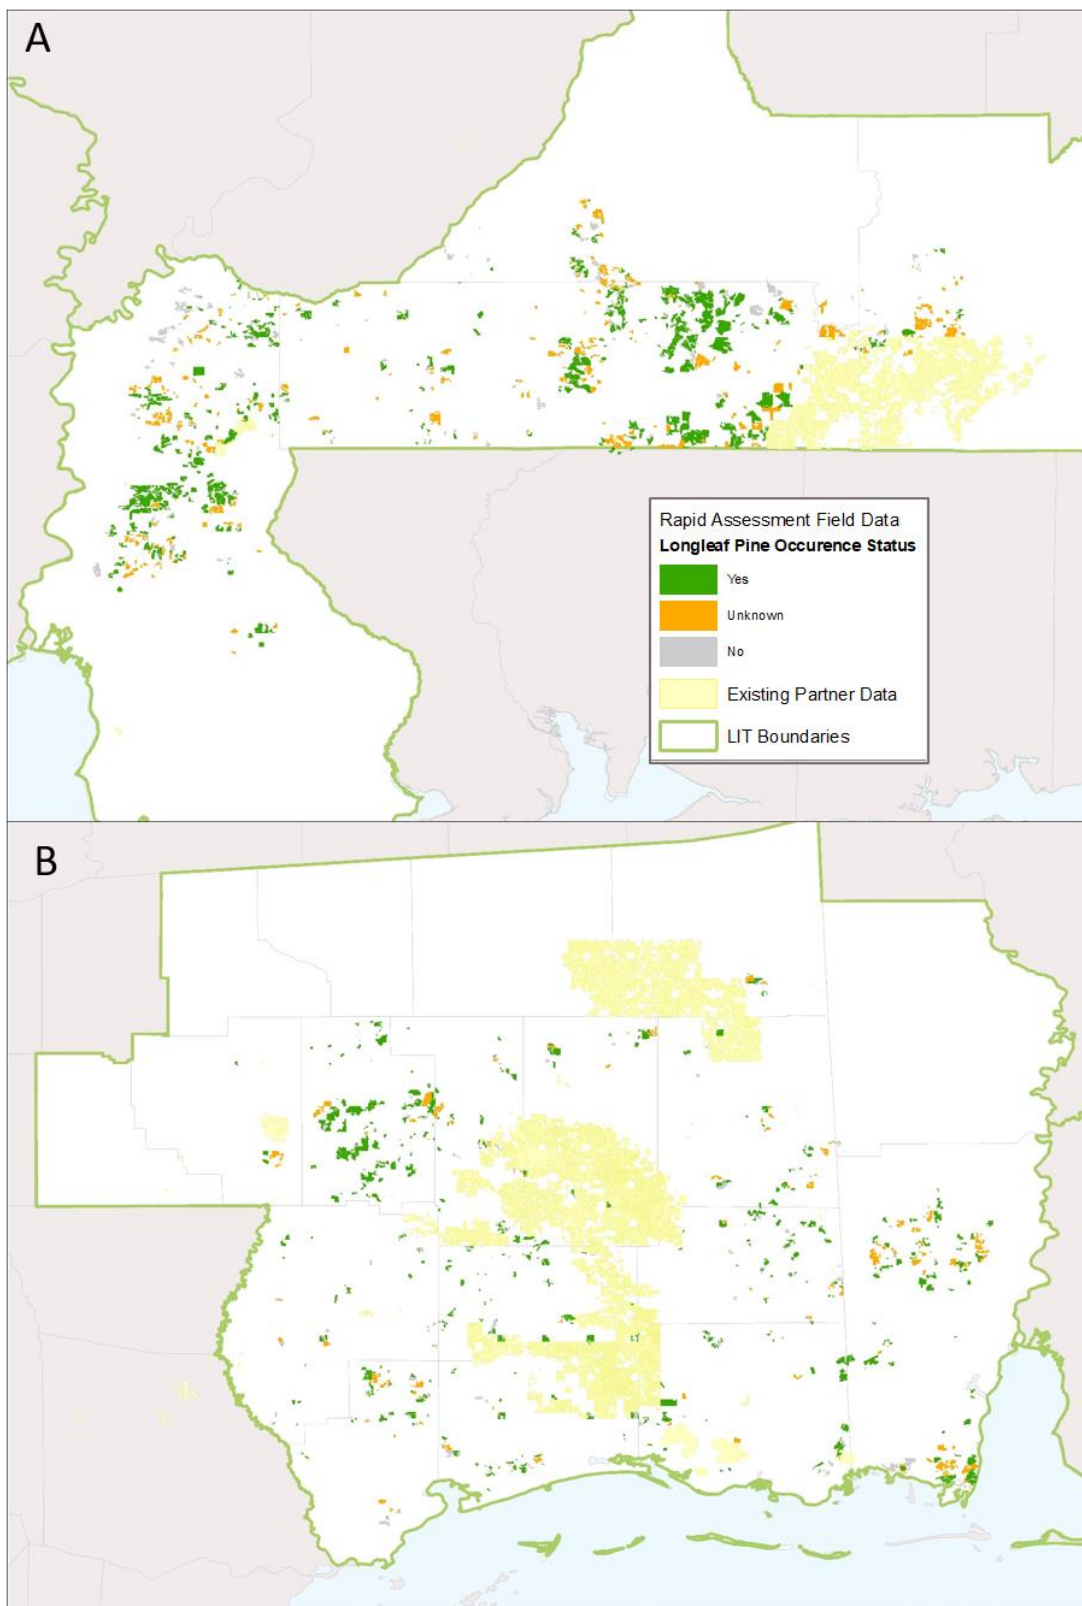 A
Rapid Assessment Field Data
Longleaf Pine Occurence Status
Yes
Unknown
No
Existing Partner Data
LIT Boundaries
B